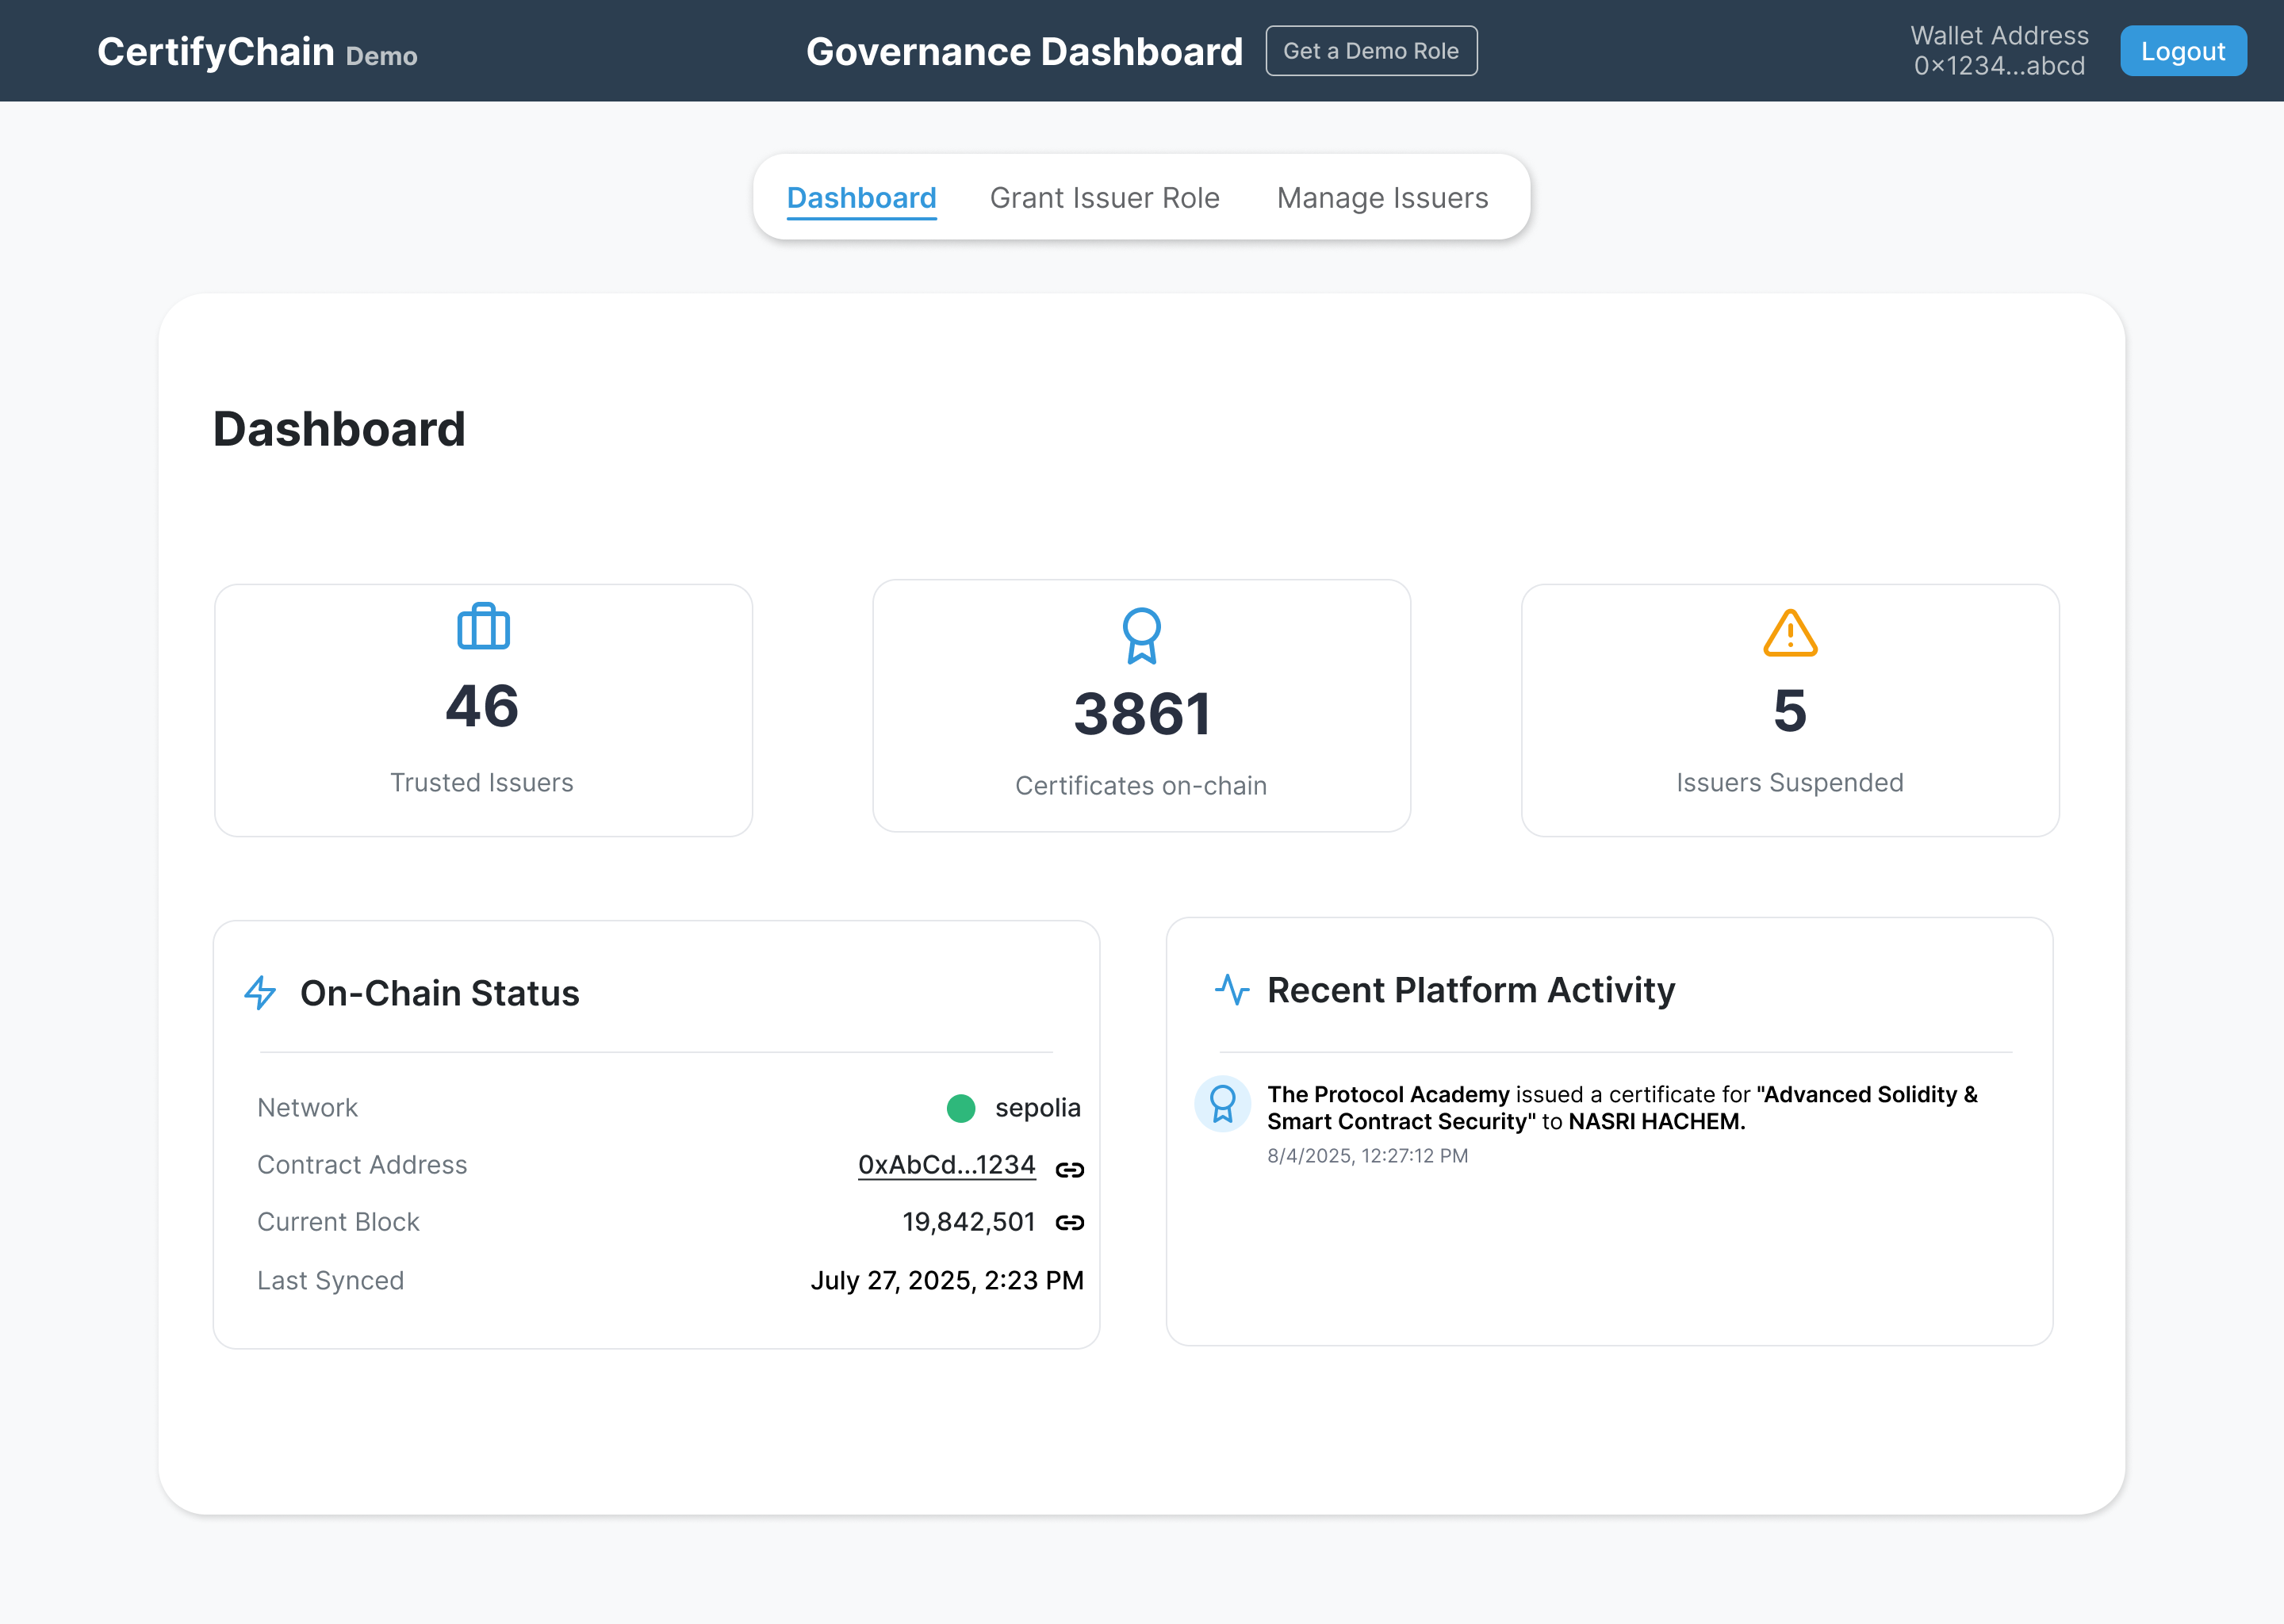 CertifyChain Demo
Governance Dashboard
Get a Demo Role
Wallet Address
0x1234...abcd
Logout
Dashboard
Grant Issuer Role
Manage Issuers
Dashboard
46
Trusted Issuers
3861
Certificates on-chain
5
Issuers Suspended
On-Chain Status
Network
sepolia
Contract Address
0xAbCd...1234
Current Block
19,842,501
Last Synced
July 27, 2025, 2:23 PM
Recent Platform Activity
The Protocol Academy issued a certificate for "Advanced Solidity &
Smart Contract Security" to NASRI HACHEM.
8/4/2025, 12:27:12 PM